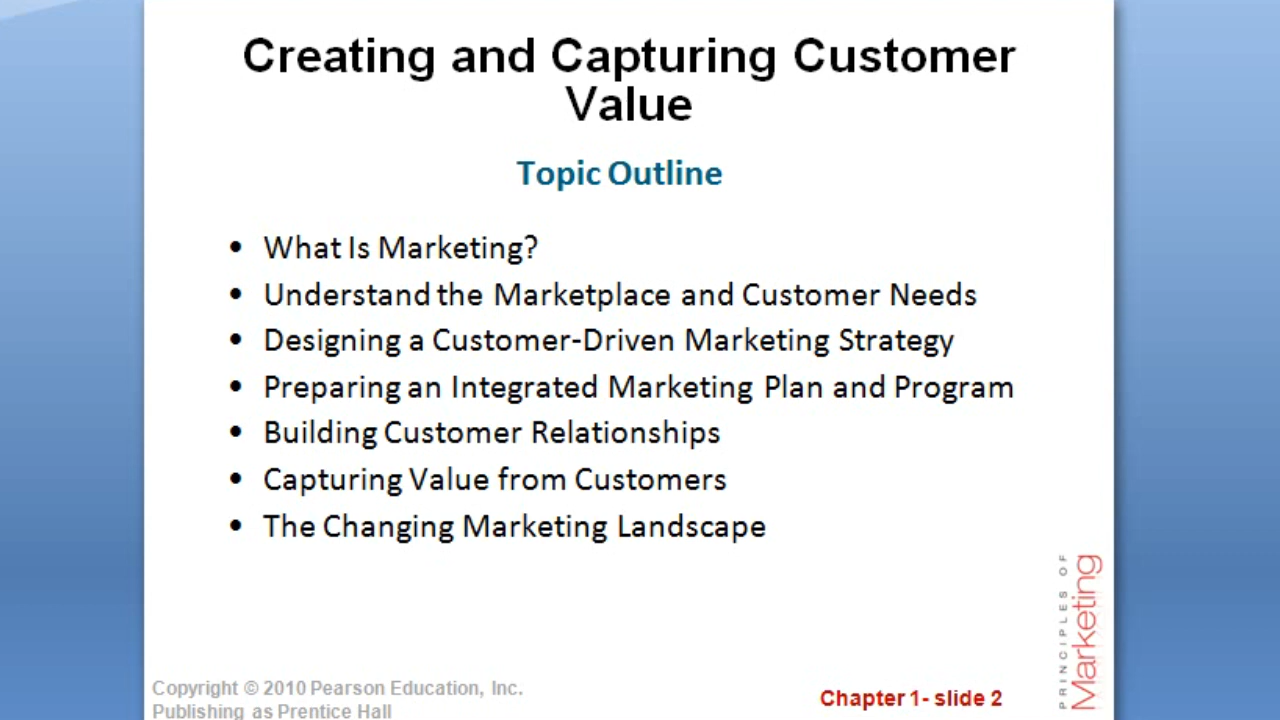 Creating and Capturing Customer
Value
Topic Outline
• What Is Marketing?
• Understand the Marketplace and Customer Needs
• Designing a Customer-Driven Marketing Strategy
• Preparing an Integrated Marketing Plan and Program
• Building Customer Relationships
• Capturing Value from Customers
• The Changing Marketing Landscape
PRINCIPLES OF
Marketing
Copyright © 2010 Pearson Education, Inc.
Publishing as Prentice Hall
Chapter 1- slide 2